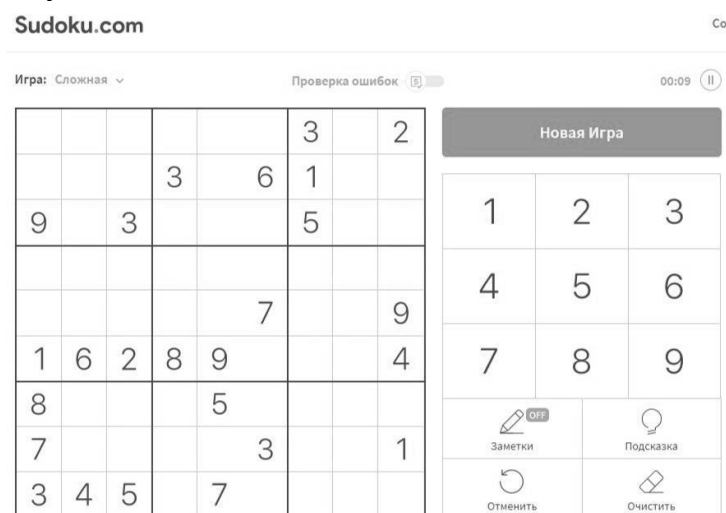 Sudoku.com
Co
Игра: Сложная
Проверка ошибок
00:09
3 2
3 6 1
9 3 5
7 9
1 6 2 8 9 4
8 5
7 3 1
3 4 5 7
Новая Игра
1 2 3
4 5 6
7 8 9
OFF
Заметки
Подсказка
Отменить
Очистить